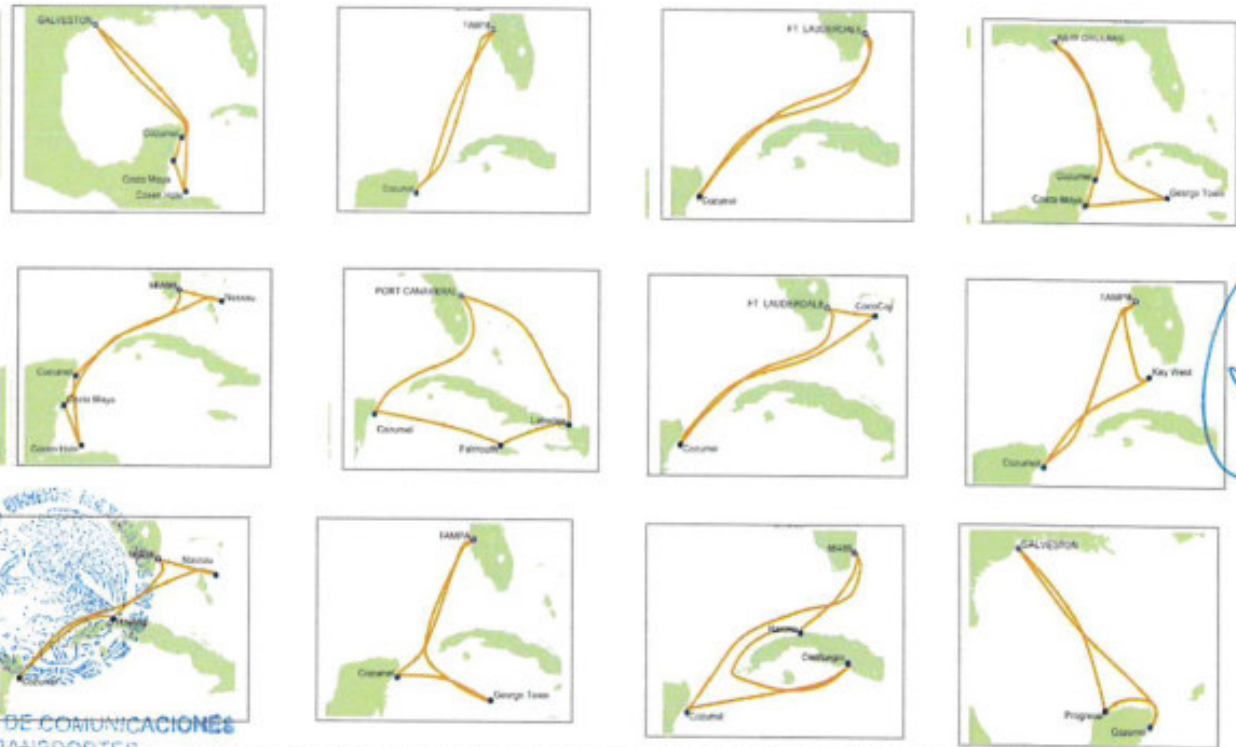 GALVESTON
Cozumel
Costa Maya
TAMPA
Cozumel
FT LAUDERDALE
Cozumel
NEW ORLEANS
Cozumel
Costa Maya
George Town
MIAMI
Nassau
Cozumel
Costa Maya
PORT CANAVERAL
Cozumel
Falmouth
Labadee
FT LAUDERDALE
CocoCay
Cozumel
TAMPA
Key West
Cozumel
Nassau
Cozumel
TAMPA
Cozumel
George Town
MIAMI
Havana
Cienfuegos
Cozumel
GALVESTON
Progreso
Cozumel
DE COMUNICACIONES